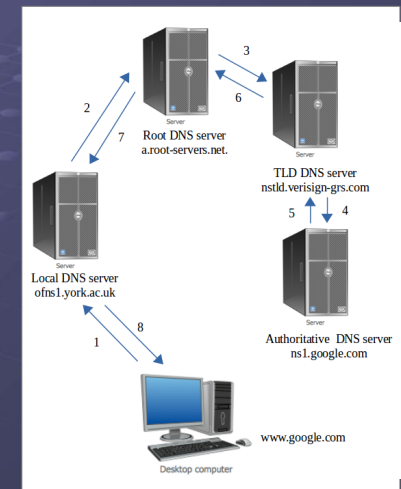 3
2
6
7
Server
Root DNS server
a.root-servers.net.
Server
TLD DNS server
nstld.verisign-grs.com
5
4
Server
Local DNS server
ofns1.york.ac.uk
Server
Authoritative DNS server
ns1.google.com
1
8
www.google.com
Desktop computer